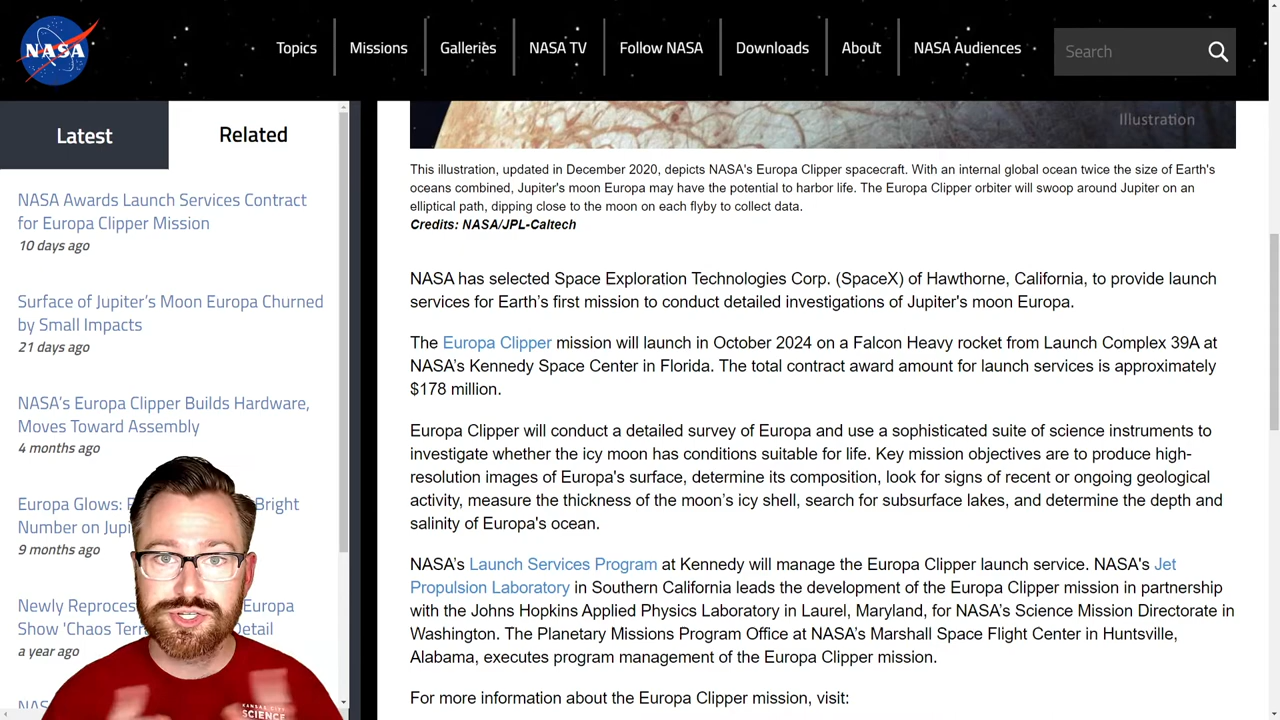 NASA
Topics
Missions
Galleries
NASA TV
Follow NASA
Downloads
About
NASA Audiences
Search
Latest
Related
NASA Awards Launch Services Contract
for Europa Clipper Mission
10 days ago
Surface of Jupiter’s Moon Europa Churned
by Small Impacts
21 days ago
NASA’s Europa Clipper Builds Hardware,
Moves Toward Assembly
4 months ago
Europa Glows: Bright
Number on
9 months ago
Newly Europa
Show 'Chaos Detail
a year ago
Illustration
This illustration, updated in December 2020, depicts NASA's Europa Clipper spacecraft. With an internal global ocean twice the size of Earth's
oceans combined, Jupiter's moon Europa may have the potential to harbor life. The Europa Clipper orbiter will swoop around Jupiter on an
elliptical path, dipping close to the moon on each flyby to collect data.
Credits: NASA/JPL-Caltech
NASA has selected Space Exploration Technologies Corp. (SpaceX) of Hawthorne, California, to provide launch
services for Earth’s first mission to conduct detailed investigations of Jupiter's moon Europa.
The Europa Clipper mission will launch in October 2024 on a Falcon Heavy rocket from Launch Complex 39A at
NASA’s Kennedy Space Center in Florida. The total contract award amount for launch services is approximately
$178 million.
Europa Clipper will conduct a detailed survey of Europa and use a sophisticated suite of science instruments to
investigate whether the icy moon has conditions suitable for life. Key mission objectives are to produce high-
resolution images of Europa's surface, determine its composition, look for signs of recent or ongoing geological
activity, measure the thickness of the moon’s icy shell, search for subsurface lakes, and determine the depth and
salinity of Europa's ocean.
NASA’s Launch Services Program at Kennedy will manage the Europa Clipper launch service. NASA's Jet
Propulsion Laboratory in Southern California leads the development of the Europa Clipper mission in partnership
with the Johns Hopkins Applied Physics Laboratory in Laurel, Maryland, for NASA’s Science Mission Directorate in
Washington. The Planetary Missions Program Office at NASA’s Marshall Space Flight Center in Huntsville,
Alabama, executes program management of the Europa Clipper mission.
For more information about the Europa Clipper mission, visit:
KANSAS CITY
SCIENCE